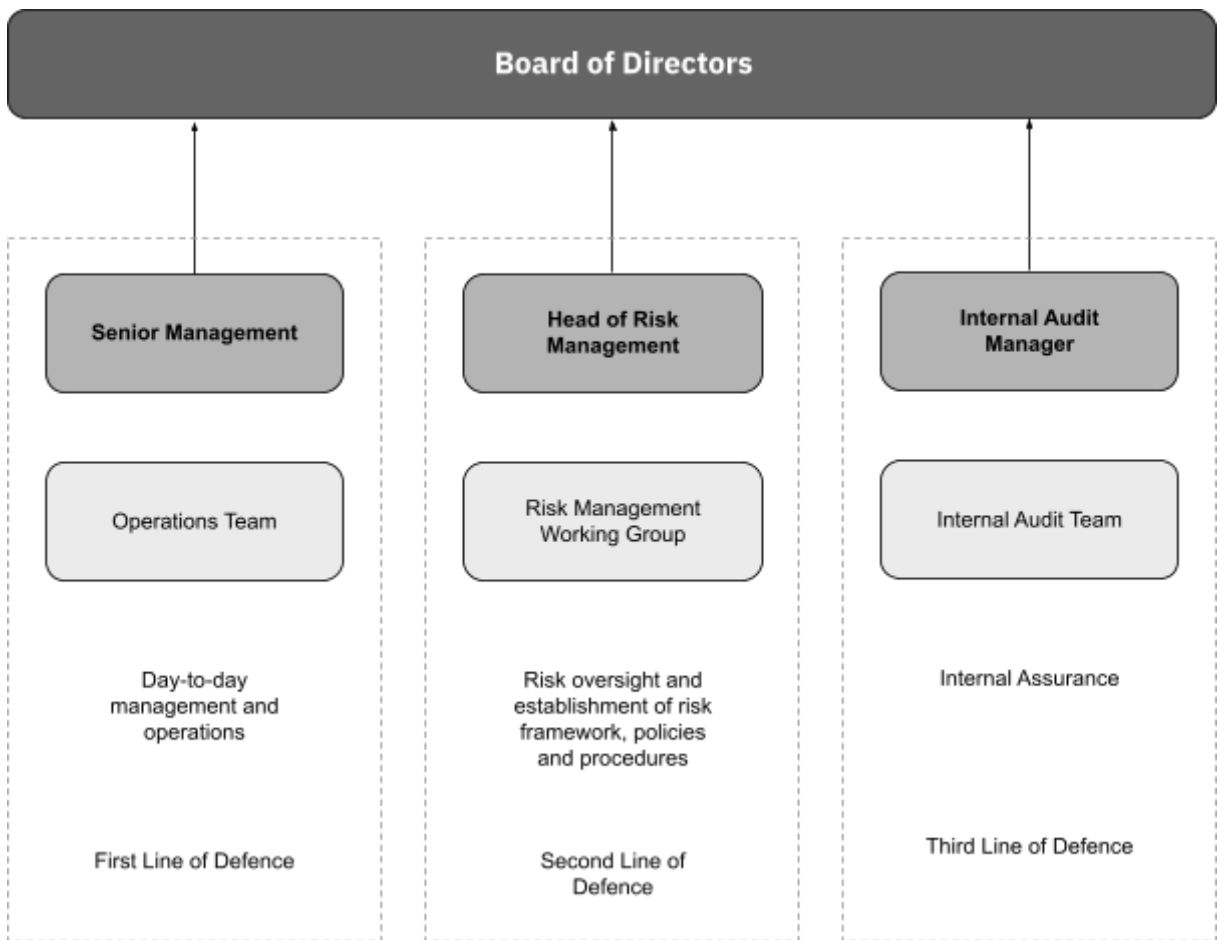 Board of Directors
Senior Management
Head of Risk
Management
Internal Audit
Manager
Operations Team
Risk Management
Working Group
Internal Audit Team
Day-to-day
management and
operations
Risk oversight and
establishment of risk
framework, policies
and procedures
Internal Assurance
First Line of Defence
Second Line of
Defence
Third Line of Defence